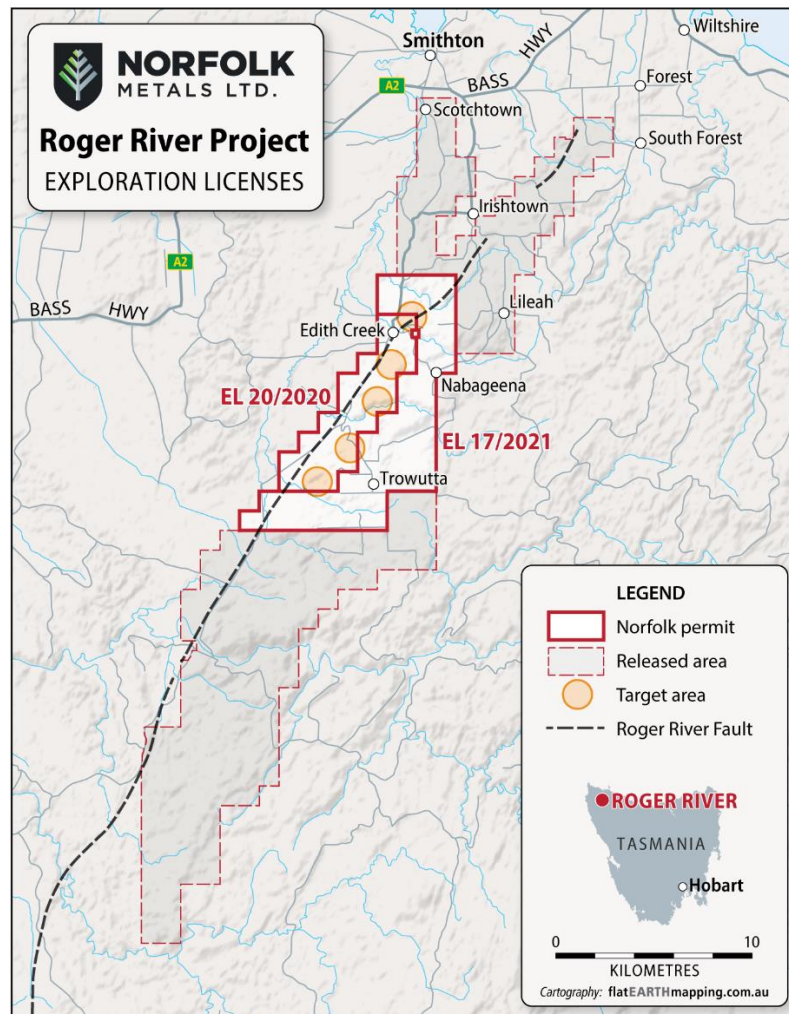 NORFOLK
METALS LTD.
Roger River Project
EXPLORATION LICENSES
Smithton
BASS
HWY
Wiltshire
A2
Forest
Scotchtown
South Forest
Irishtown
A2
BASS HWY
Lileah
Edith Creek
Nabageena
EL 20/2020
EL 17/2021
Trowutta
LEGEND
Norfolk permit
Released area
Target area
Roger River Fault
ROGER RIVER
TASMANIA
Hobart
0 10
KILOMETRES
Cartography: flatEARTHmapping.com.au